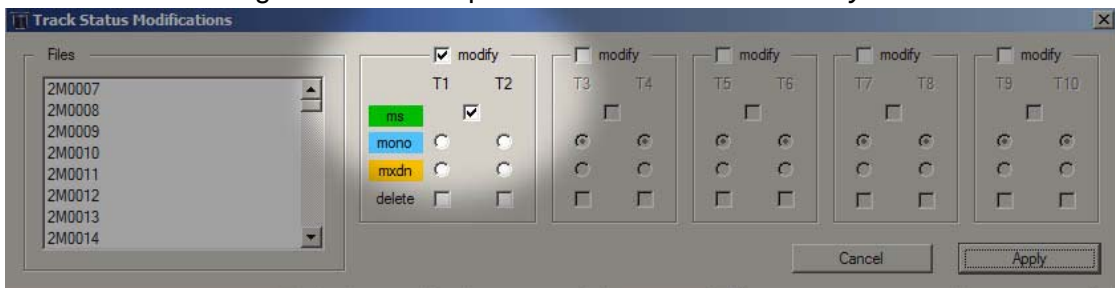 Track Status Modifications
Files
2M0007
2M0008
2M0009
2M0010
2M0011
2M0012
2M0013
2M0014
modify modify modify modify modify
T1 T2 T3 T4 T5 T6 T7 T8 T9 T10
ms
mono
mxdn
delete
Cancel Apply